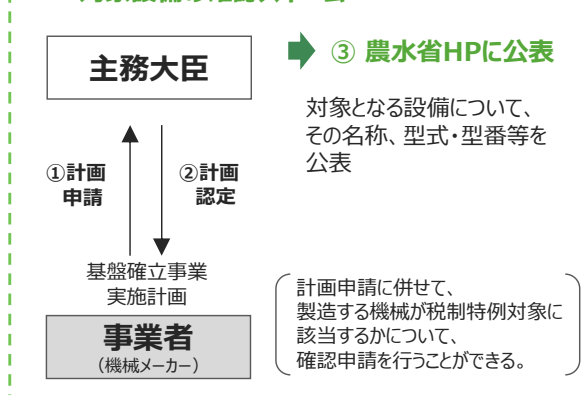 主務大臣
③ 農水省HPに公表
対象となる設備について、
その名称、型式・型番等を
公表
①計画
申請
②計画
認定
基盤確立事業
実施計画
事業者
（機械メーカー）
計画申請に併せて、
製造する機械が税制特例対象に
該当するかについて、
確認申請を行うことができる。